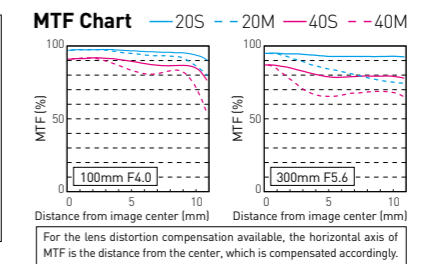 MTF Chart 20S 20M 40S 40M
100
50
0
MTF (%)
100mm F4.0
0 5 10
Distance from image center (mm)
100
50
0
MTF (%)
300mm F5.6
0 5 10
Distance from image center (mm)
For the lens distortion compensation available, the horizontal axis of
MTF is the distance from the center, which is compensated accordingly.